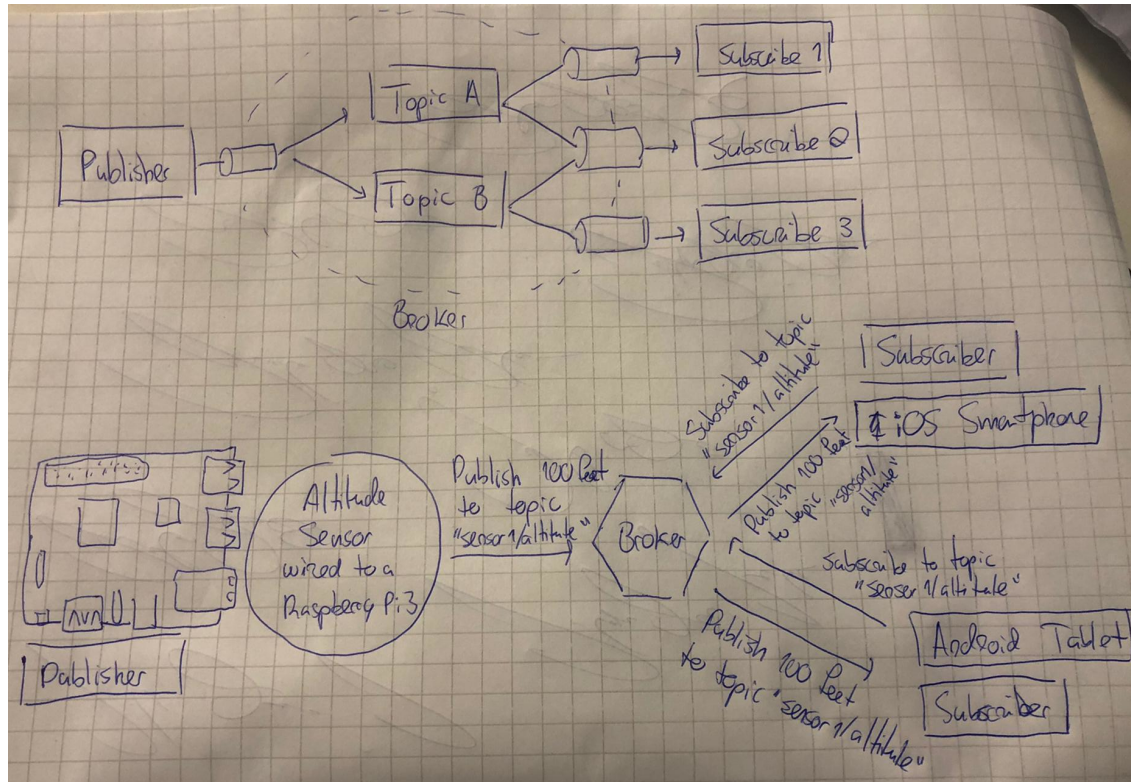 Publisher
Topic A
Topic B
Subscribe 1
Subscribe 2
Subscribe 3
Broker
Publisher
Altitude
Sensor
wired to a
Raspberry Pi 3
Publish 100 feet
to topic
"sensor1/altitude"
Broker
Subscribe to topic
"sensor1/altitude"
Publish 100 feet
to topic "sensor1/
altitude"
Subscriber
iOS Smartphone
Subscribe to topic
"senser1/altitude"
Publish 100 feet
to topic "sensor1/altitude"
Android Tablet
Subscriber